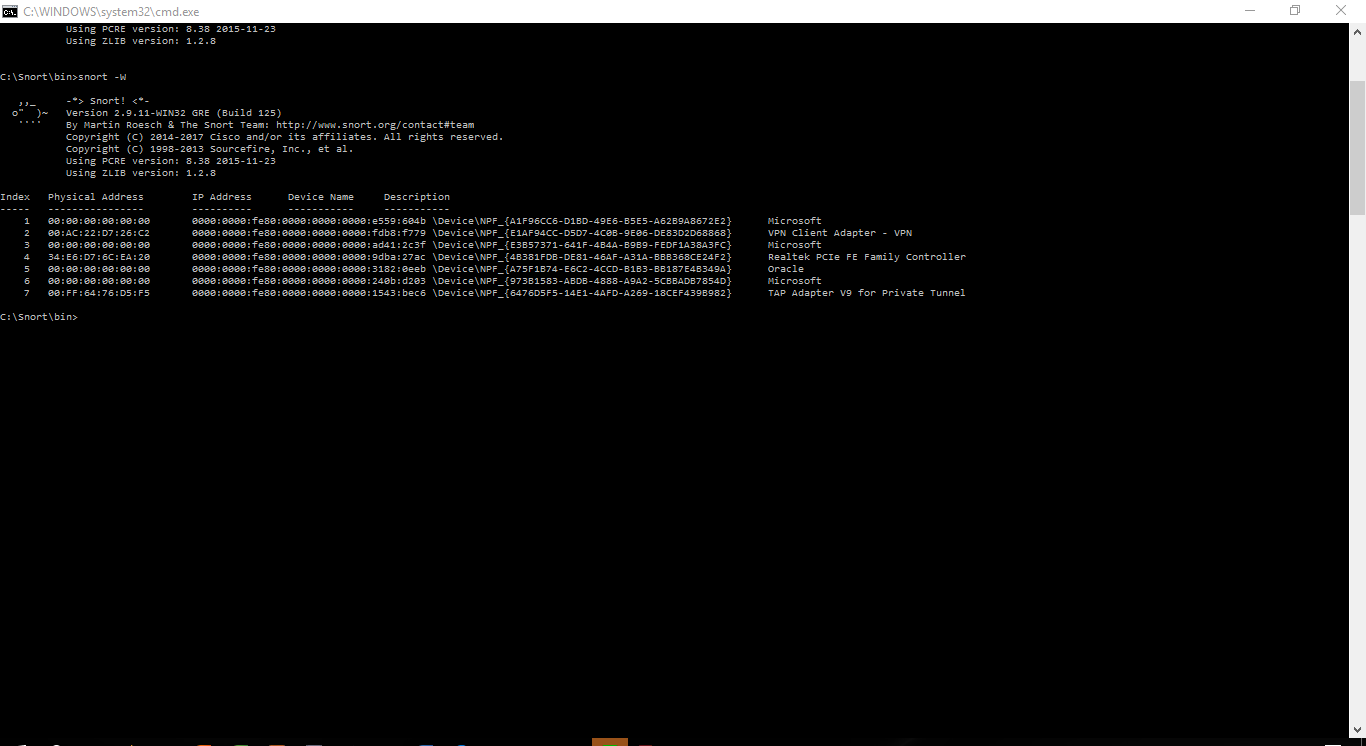 C:\WINDOWS\system32\cmd.exe
Using PCRE version: 8.38 2015-11-23
Using ZLIB version: 1.2.8
C:\Snort\bin>snort -W
,,_ -*> Snort! <*-
o" )~ Version 2.9.11-WIN32 GRE (Build 125)
'''' By Martin Roesch & The Snort Team: http://www.snort.org/contact#team
Copyright (C) 2014-2017 Cisco and/or its affiliates. All rights reserved.
Copyright (C) 1998-2013 Sourcefire, Inc., et al.
Using PCRE version: 8.38 2015-11-23
Using ZLIB version: 1.2.8
Index Physical Address IP Address Device Name Description
----- ---------------- ---------- ----------- -----------
1 00:00:00:00:00:00 0000:0000:fe80:0000:0000:0000:e559:604b \Device\NPF_{A1F96CC6-D1BD-49E6-B5E5-A62B9A8672E2} Microsoft
2 00:AC:22:D7:26:C2 0000:0000:fe80:0000:0000:0000:fdb8:f779 \Device\NPF_{E1AF94CC-D5D7-4C0B-9E06-DE83D2D68868} VPN Client Adapter - VPN
3 00:00:00:00:00:00 0000:0000:fe80:0000:0000:0000:ad41:2c3f \Device\NPF_{E3B57371-641F-4B4A-B9B9-FEDF1A38A3FC} Microsoft
4 34:E6:D7:6C:EA:20 0000:0000:fe80:0000:0000:0000:9dba:27ac \Device\NPF_{4B381FDB-DE81-46AF-A31A-BBB368CE24F2} Realtek PCIe FE Family Controller
5 00:00:00:00:00:00 0000:0000:fe80:0000:0000:0000:3182:0eeb \Device\NPF_{A75F1B74-E6C2-4CCD-B1B3-BB187E4B349A} Oracle
6 00:00:00:00:00:00 0000:0000:fe80:0000:0000:0000:240b:d203 \Device\NPF_{973B1583-ABDB-4888-A9A2-5CBBADB7854D} Microsoft
7 00:FF:64:76:D5:F5 0000:0000:fe80:0000:0000:0000:1543:bec6 \Device\NPF_{6476D5F5-14E1-4AFD-A269-18CEF439B982} TAP Adapter V9 for Private Tunnel
C:\Snort\bin>